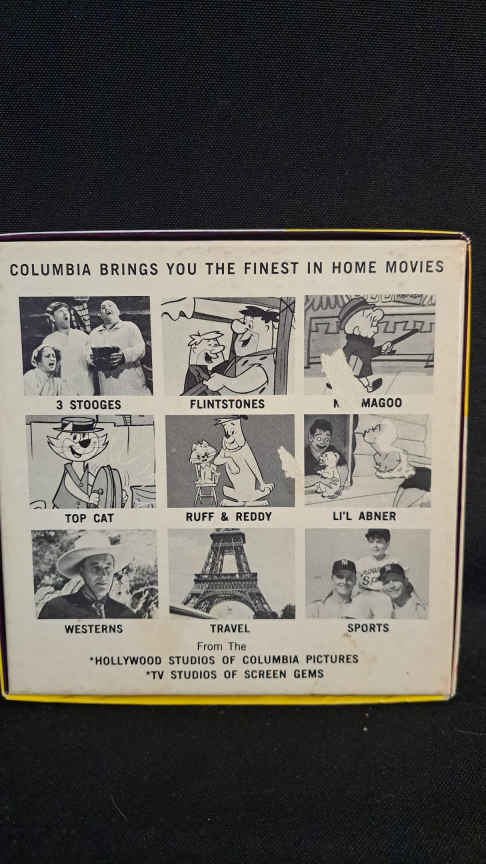 COLUMBIA BRINGS YOU THE FINEST IN HOME MOVIES
3 STOOGES FLINTSTONES MAGOO
TOP CAT RUFF & REDDY LI'L ABNER
WESTERNS TRAVEL SPORTS
From The
*HOLLYWOOD STUDIOS OF COLUMBIA PICTURES
*TV STUDIOS OF SCREEN GEMS